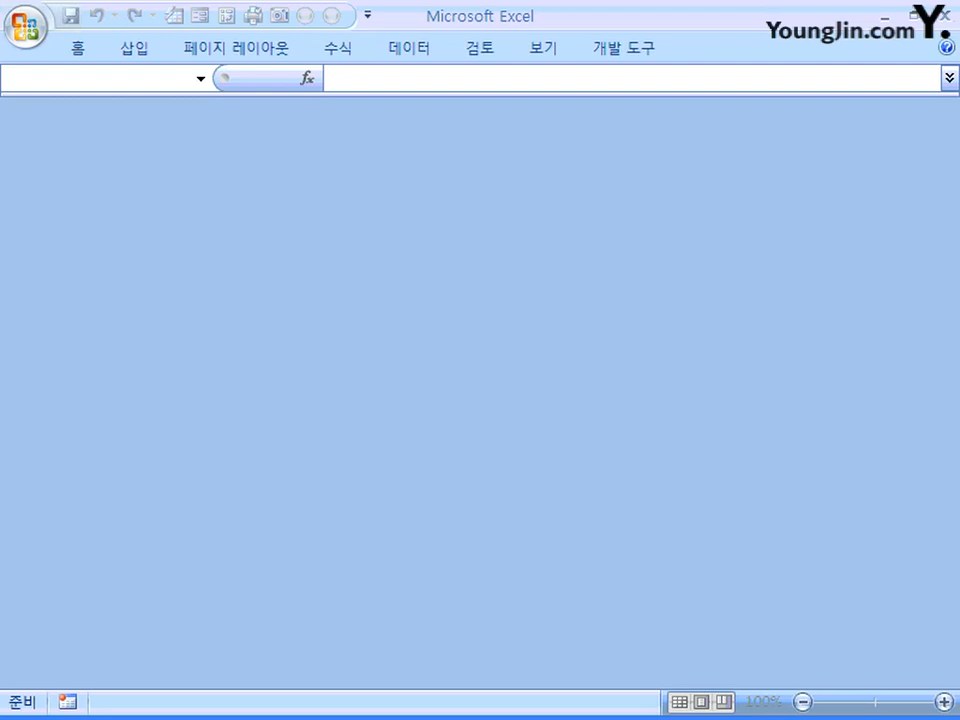 Microsoft Excel
YoungJin.com Y.
홈 삽입 페이지 레이아웃 수식 데이터 검토 보기 개발 도구
fx
준비 100%